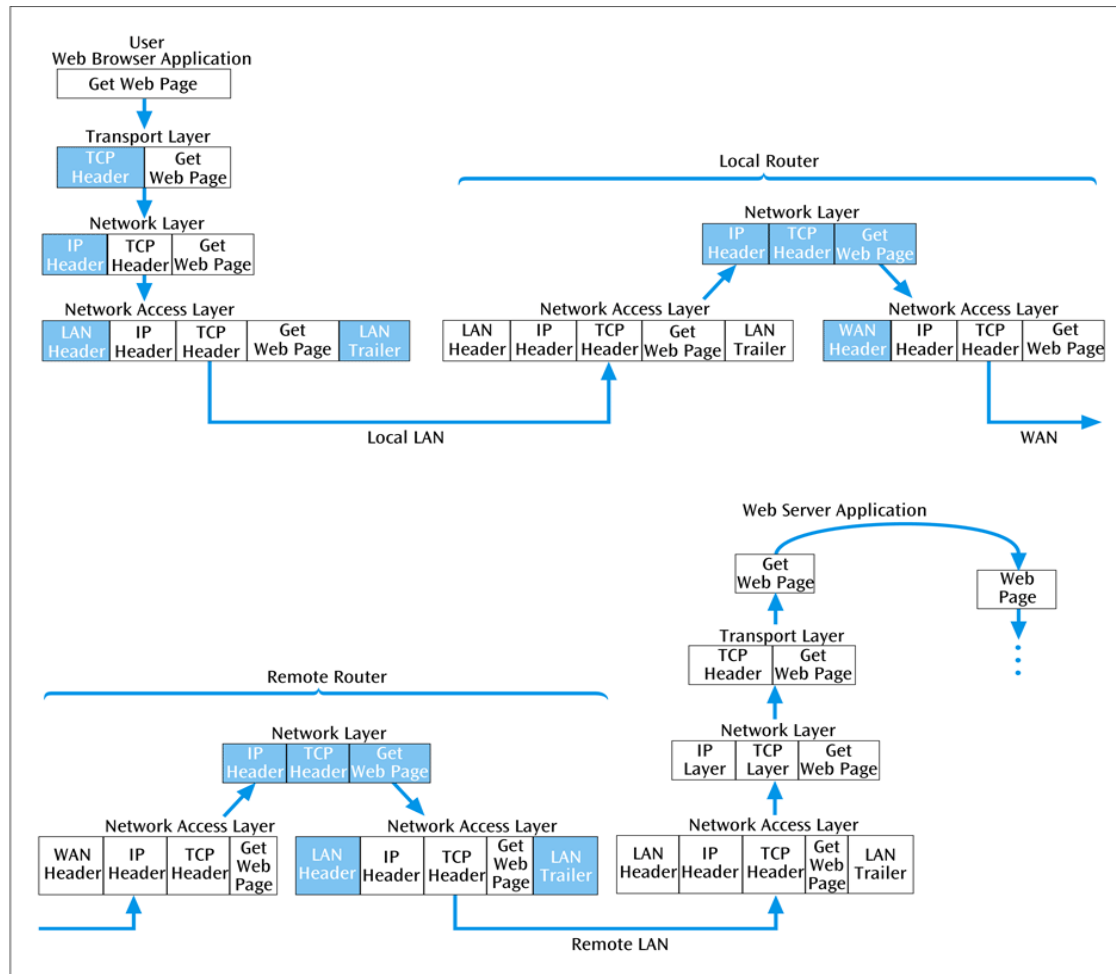 User
Web Browser Application
Get Web Page
Transport Layer
TCP
Header
Get
Web Page
Network Layer
IP
Header
TCP
Header
Get
Web Page
Network Access Layer
LAN
Header
IP
Header
TCP
Header
Get
Web Page
LAN
Trailer
Local LAN
Local Router
Network Layer
IP
Header
TCP
Header
Get
Web Page
Network Access Layer
LAN
Header
IP
Header
TCP
Header
Get
Web Page
LAN
Trailer
Network Access Layer
WAN
Header
IP
Header
TCP
Header
Get
Web Page
WAN
Remote Router
Network Layer
IP
Header
TCP
Header
Get
Web Page
Network Access Layer
WAN
Header
IP
Header
TCP
Header
Get
Web
Page
Network Access Layer
LAN
Header
IP
Header
TCP
Header
Get
Web
Page
LAN
Trailer
Remote LAN
Web Server Application
Get
Web Page
Web
Page
Transport Layer
TCP
Header
Get
Web Page
Network Layer
IP
Layer
TCP
Layer
Get
Web Page
Network Access Layer
LAN
Header
IP
Header
TCP
Header
Get
Web
Page
LAN
Trailer